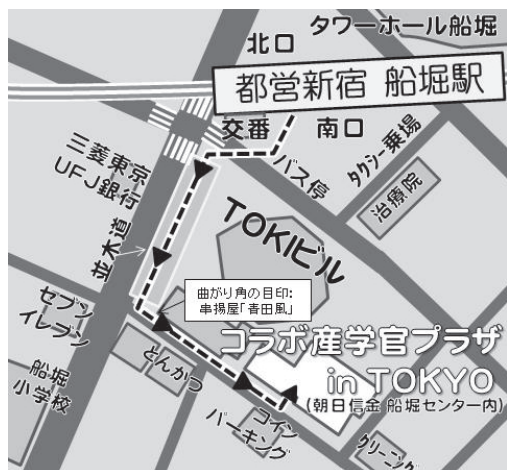 タワーホール船堀
北口
都営新宿 船堀駅
交番
南口
バス停
タクシー乗場
治療院
三菱東京
UFJ銀行
並木道
TOKIビル
曲がり角の目印:
串揚屋「青田風」
セブン
イレブン
とんかつ
船堀
小学校
コラボ産学官プラザ
in TOKYO
(朝日信金 船堀センター内)
コイン
パーキング
クリーニング